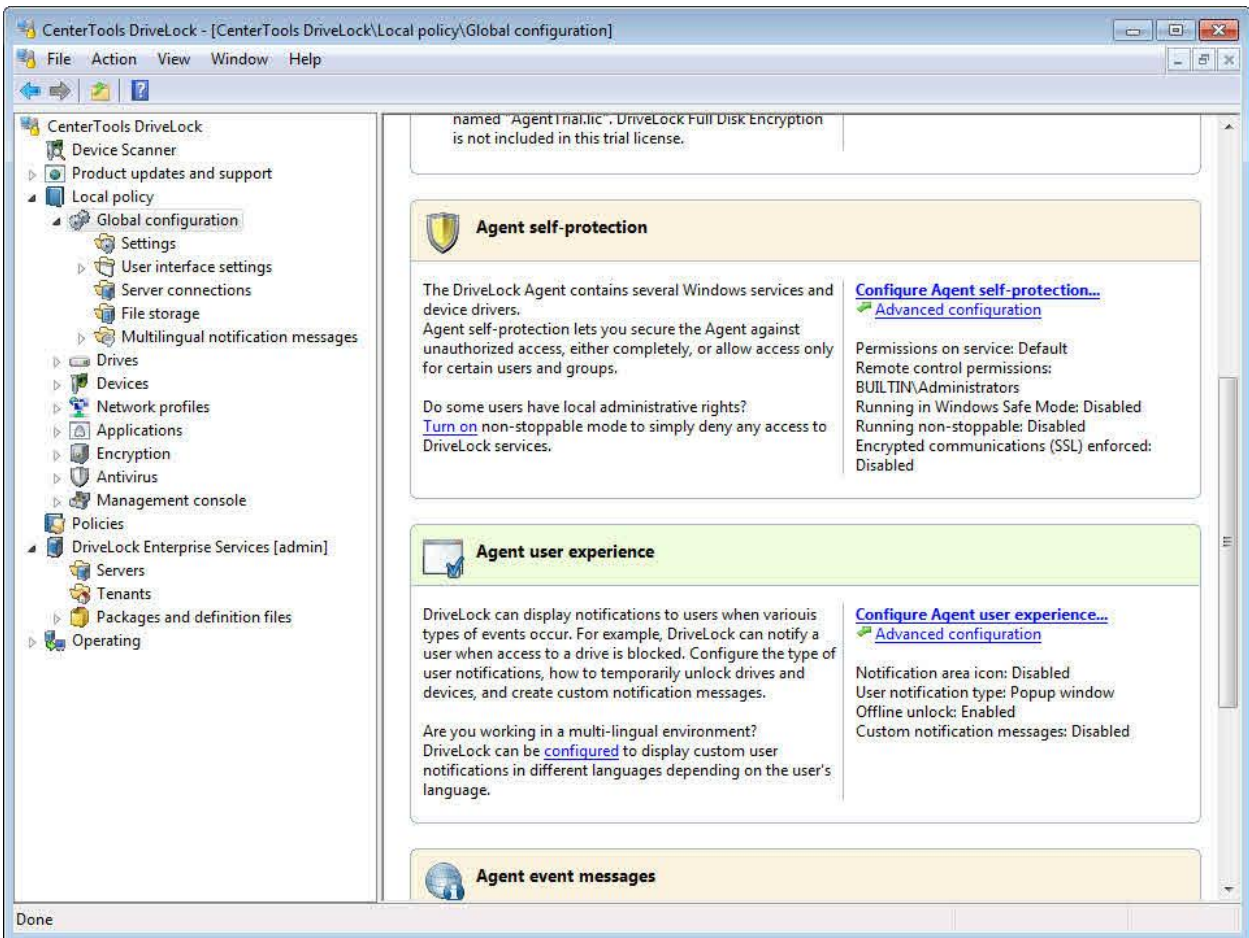 CenterTools DriveLock - [CenterTools DriveLock\Local policy\Global configuration]
File Action View Window Help
CenterTools DriveLock
Device Scanner
Product updates and support
Local policy
Global configuration
Settings
User interface settings
Server connections
File storage
Multilingual notification messages
Drives
Devices
Network profiles
Applications
Encryption
Antivirus
Management console
Policies
DriveLock Enterprise Services [admin]
Servers
Tenants
Packages and definition files
Operating
named "AgentTrial.lic". DriveLock Full Disk Encryption
is not included in this trial license.
Agent self-protection
The DriveLock Agent contains several Windows services and
device drivers.
Agent self-protection lets you secure the Agent against
unauthorized access, either completely, or allow access only
for certain users and groups.
Do some users have local administrative rights?
Turn on non-stoppable mode to simply deny any access to
DriveLock services.
Configure Agent self-protection...
Advanced configuration
Permissions on service: Default
Remote control permissions:
BUILTIN\Administrators
Running in Windows Safe Mode: Disabled
Running non-stoppable: Disabled
Encrypted communications (SSL) enforced:
Disabled
Agent user experience
DriveLock can display notifications to users when variuos
types of events occur. For example, DriveLock can notify a
user when access to a drive is blocked. Configure the type of
user notifications, how to temporarily unlock drives and
devices, and create custom notification messages.
Are you working in a multi-lingual environment?
DriveLock can be configured to display custom user
notifications in different languages depending on the user's
language.
Configure Agent user experience...
Advanced configuration
Notification area icon: Disabled
User notification type: Popup window
Offline unlock: Enabled
Custom notification messages: Disabled
Agent event messages
Done